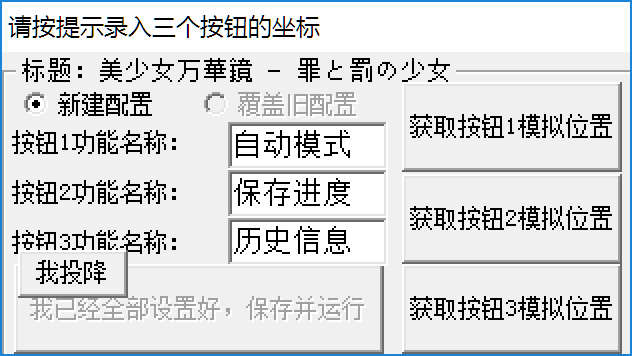 请按提示录入三个按钮的坐标
标题：美少女万華鏡 - 罪と罰の少女
新建配置 覆盖旧配置
按钮1功能名称： 自动模式 获取按钮1模拟位置
按钮2功能名称： 保存进度 获取按钮2模拟位置
按钮3功能名称： 历史信息
我投降
我已经全部设置好，保存并运行 获取按钮3模拟位置